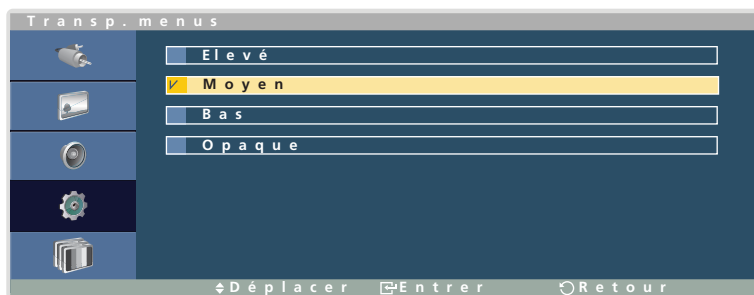 Transp. menus
Elevé
Moyen
Bas
Opaque
Déplacer Entrer Retour